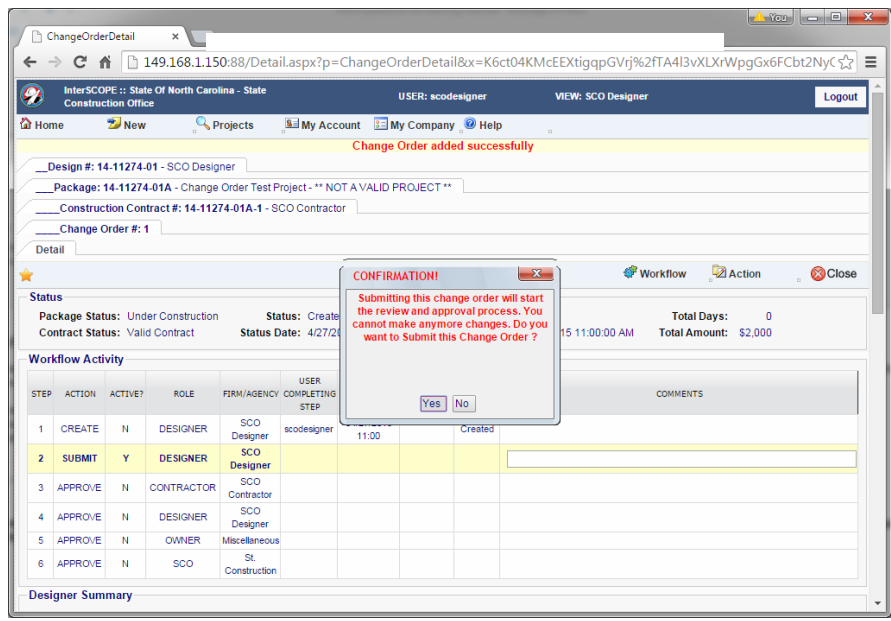 You
ChangeOrderDetail
149.168.1.150:88/Detail.aspx?p=ChangeOrderDetail&x=K6ct04KMcEEXtigqpGVrj%2fTA4l3vXLXrWpgGx6FCbt2NyC
InterSCOPE :: State Of North Carolina - State Construction Office
USER: scodesigner
VIEW: SCO Designer
Logout
Home New Projects My Account My Company Help
Change Order added successfully
__Design #: 14-11274-01 - SCO Designer
___Package: 14-11274-01A - Change Order Test Project - ** NOT A VALID PROJECT **
____Construction Contract #: 14-11274-01A-1 - SCO Contractor
____Change Order #: 1
Detail
Workflow Action Close
CONFIRMATION!
Submitting this change order will start
the review and approval process. You
cannot make anymore changes. Do you
want to Submit this Change Order ?
Yes No
Status
Package Status: Under Construction Status: Create Total Days: 0
Contract Status: Valid Contract Status Date: 4/27/20 15 11:00:00 AM Total Amount: $2,000
Workflow Activity
STEP ACTION ACTIVE? ROLE FIRM/AGENCY USER COMPLETING STEP COMMENTS
1 CREATE N DESIGNER SCO Designer scodesigner 11:00 Created
2 SUBMIT Y DESIGNER SCO Designer
3 APPROVE N CONTRACTOR SCO Contractor
4 APPROVE N DESIGNER SCO Designer
5 APPROVE N OWNER Miscellaneous
6 APPROVE N SCO St. Construction
Designer Summary